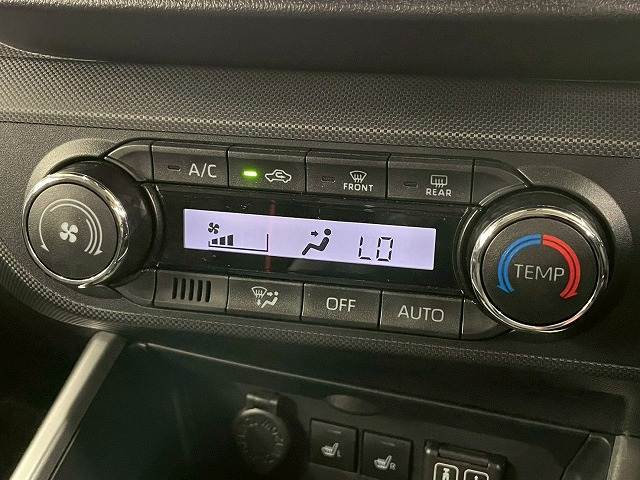 A/C
FRONT
REAR
LO
TEMP
OFF
AUTO
L
R